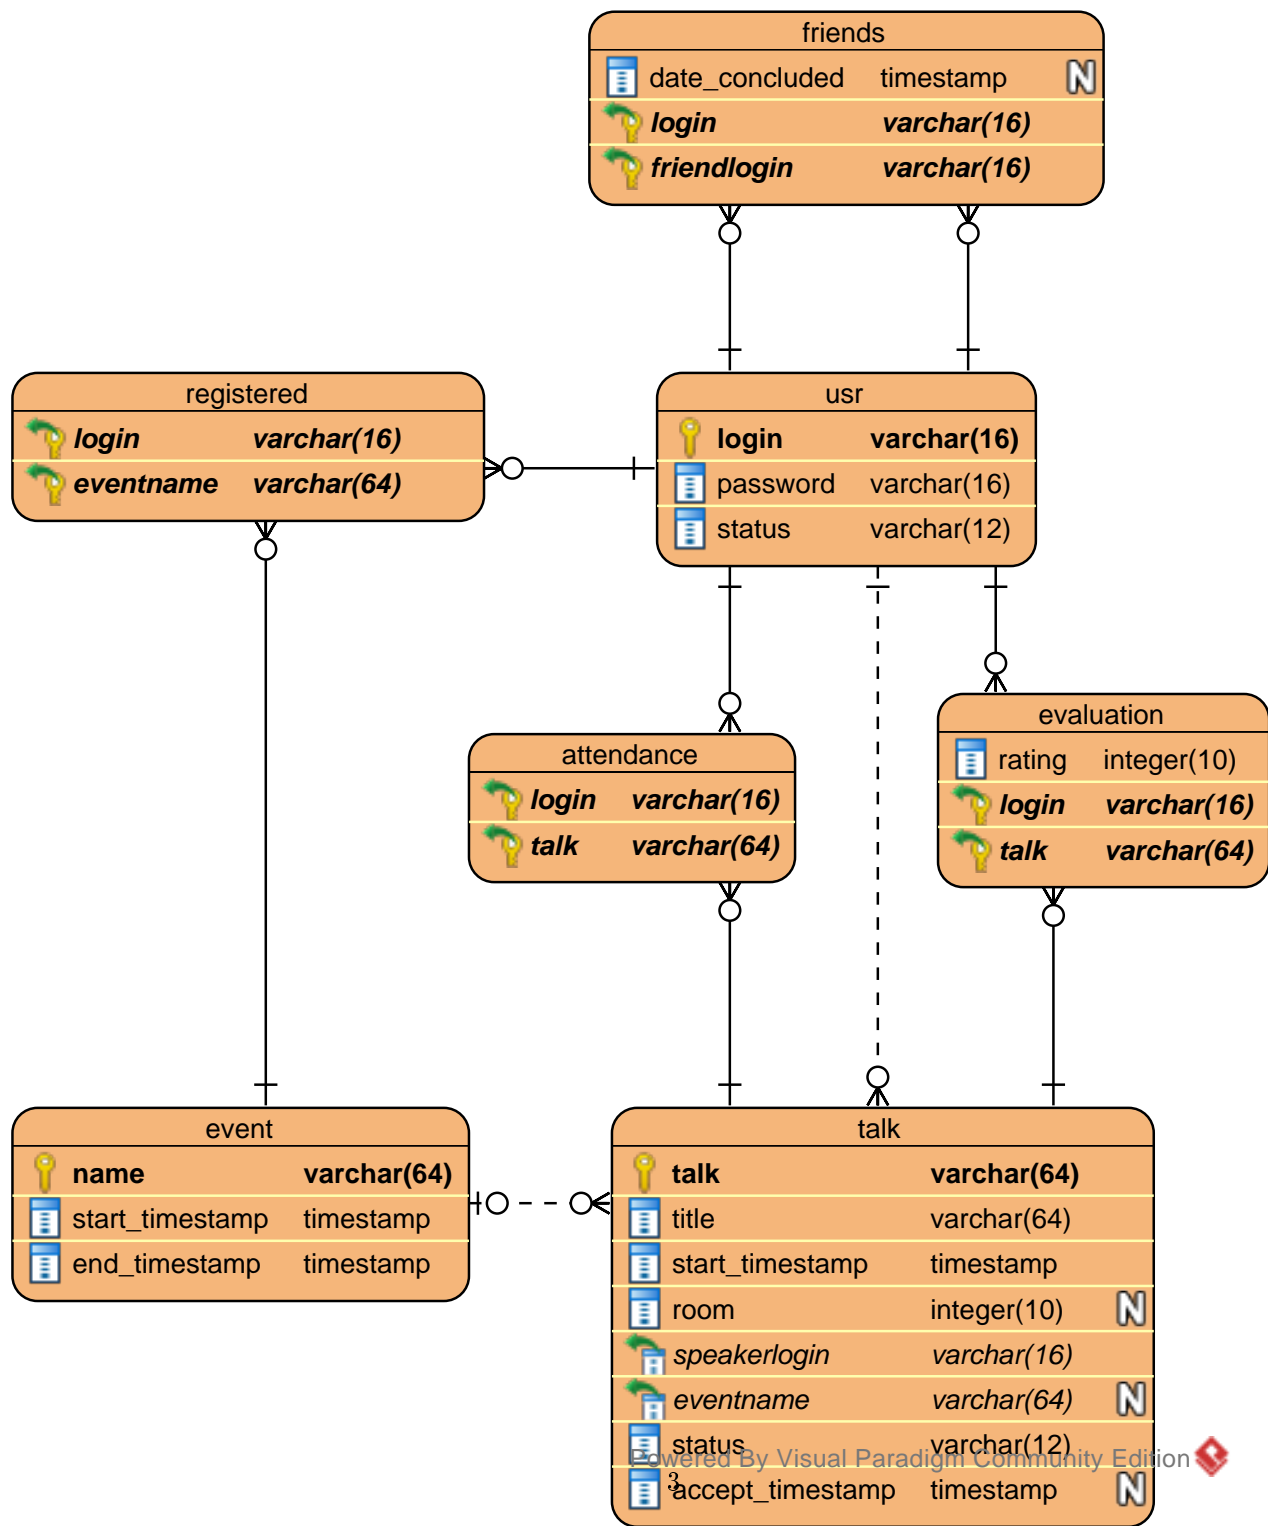 friends
date_concluded timestamp N
login varchar(16)
friendlogin varchar(16)
registered
login varchar(16)
eventname varchar(64)
usr
login varchar(16)
password varchar(16)
status varchar(12)
attendance
login varchar(16)
talk varchar(64)
evaluation
rating integer(10)
login varchar(16)
talk varchar(64)
event
name varchar(64)
start_timestamp timestamp
end_timestamp timestamp
talk
talk varchar(64)
title varchar(64)
start_timestamp timestamp
room integer(10) N
speakerlogin varchar(16)
eventname varchar(64) N
status varchar(12)
Powered By Visual Paradigm Community Edition
3
accept_timestamp timestamp N